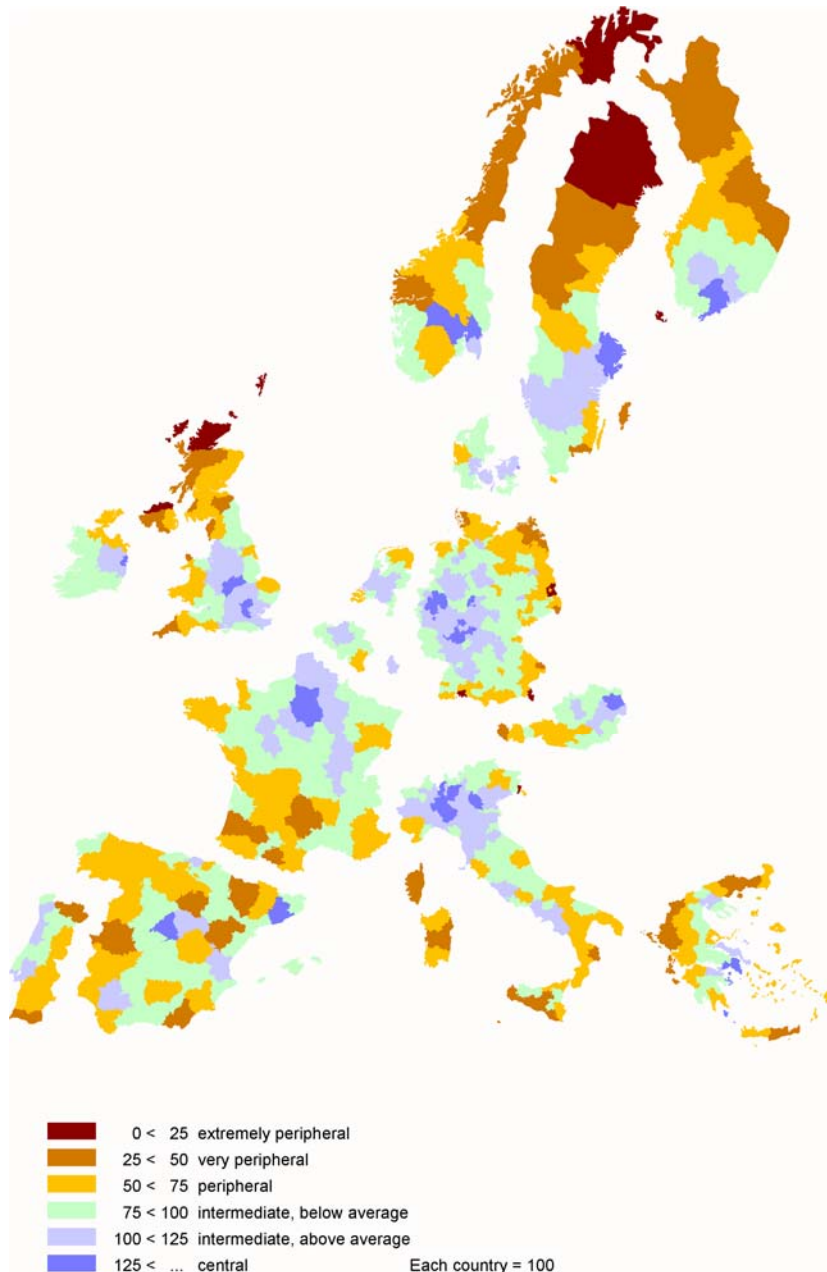 0 < 25 extremely peripheral
25 < 50 very peripheral
50 < 75 peripheral
75 < 100 intermediate, below average
100 < 125 intermediate, above average
125 < ... central Each country = 100